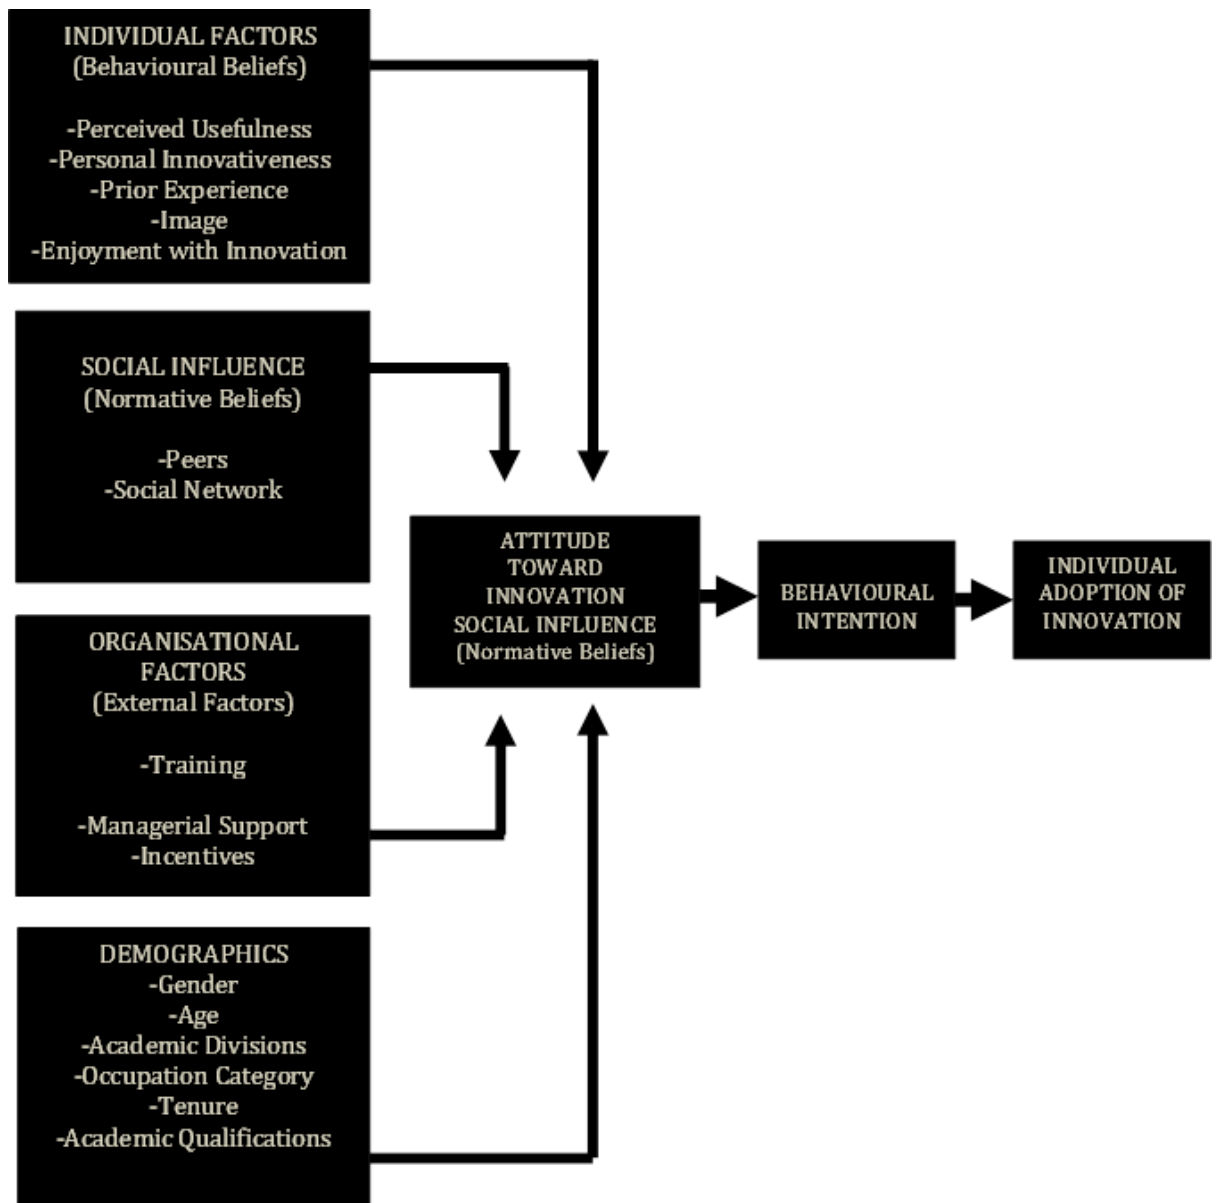 INDIVIDUAL FACTORS
(Behavioural Beliefs)
-Perceived Usefulness
-Personal Innovativeness
-Prior Experience
-Image
-Enjoyment with Innovation
SOCIAL INFLUENCE
(Normative Beliefs)
-Peers
-Social Network
ORGANISATIONAL
FACTORS
(External Factors)
-Training
-Managerial Support
-Incentives
DEMOGRAPHICS
-Gender
-Age
-Academic Divisions
-Occupation Category
-Tenure
-Academic Qualifications
ATTITUDE
TOWARD
INNOVATION
SOCIAL INFLUENCE
(Normative Beliefs)
BEHAVIOURAL
INTENTION
INDIVIDUAL
ADOPTION OF
INNOVATION